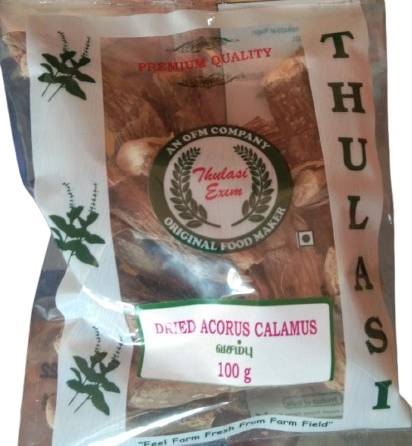 PREMIUM QUALITY
AN OFM COMPANY
Thulasi
Exim
ORIGINAL FOOD MAKER
THULASI
DRIED ACORUS CALAMUS
வசம்பு
100 g
"Feel Farm Fresh From Farm Field"